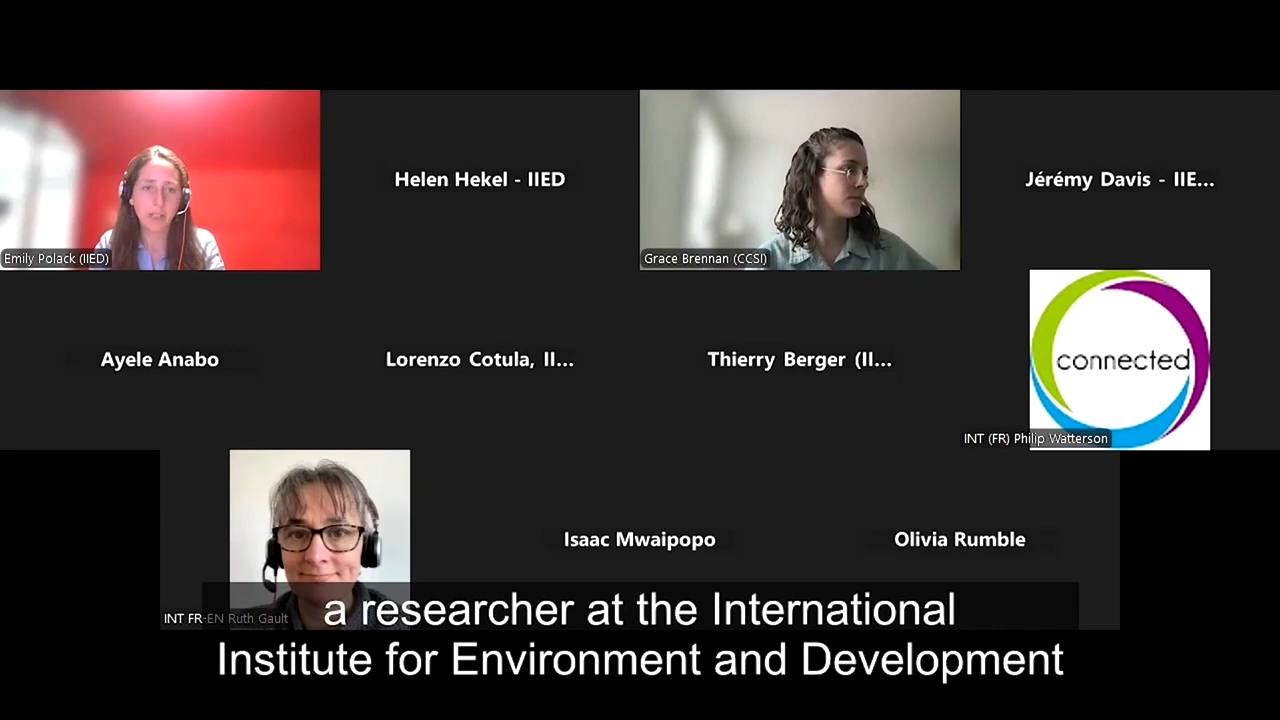 Helen Hekel - IIED
Jérémy Davis - IIE...
Emily Polack (IIED)
Grace Brennan (CCSI)
Ayele Anabo
Lorenzo Cotula, II...
Thierry Berger (II...
connected
INT (FR) Philip Watterson
Isaac Mwaipopo
Olivia Rumble
INT FR-EN Ruth Gault
a researcher at the International
Institute for Environment and Development